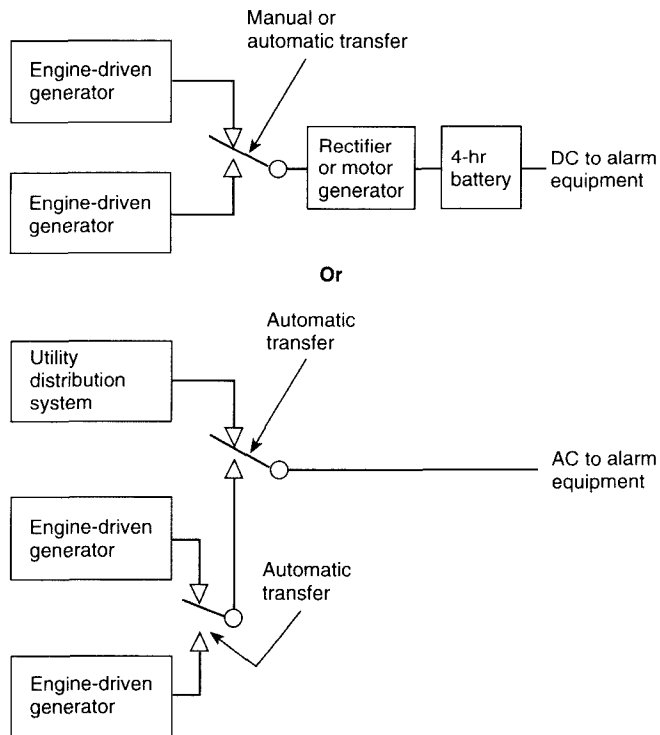 Manual or
automatic transfer
Engine-driven
generator
Rectifier
or motor
generator
4-hr
battery
DC to alarm
equipment
Engine-driven
generator
Or
Automatic
transfer
Utility
distribution
system
AC to alarm
equipment
Engine-driven
generator
Automatic
transfer
Engine-driven
generator